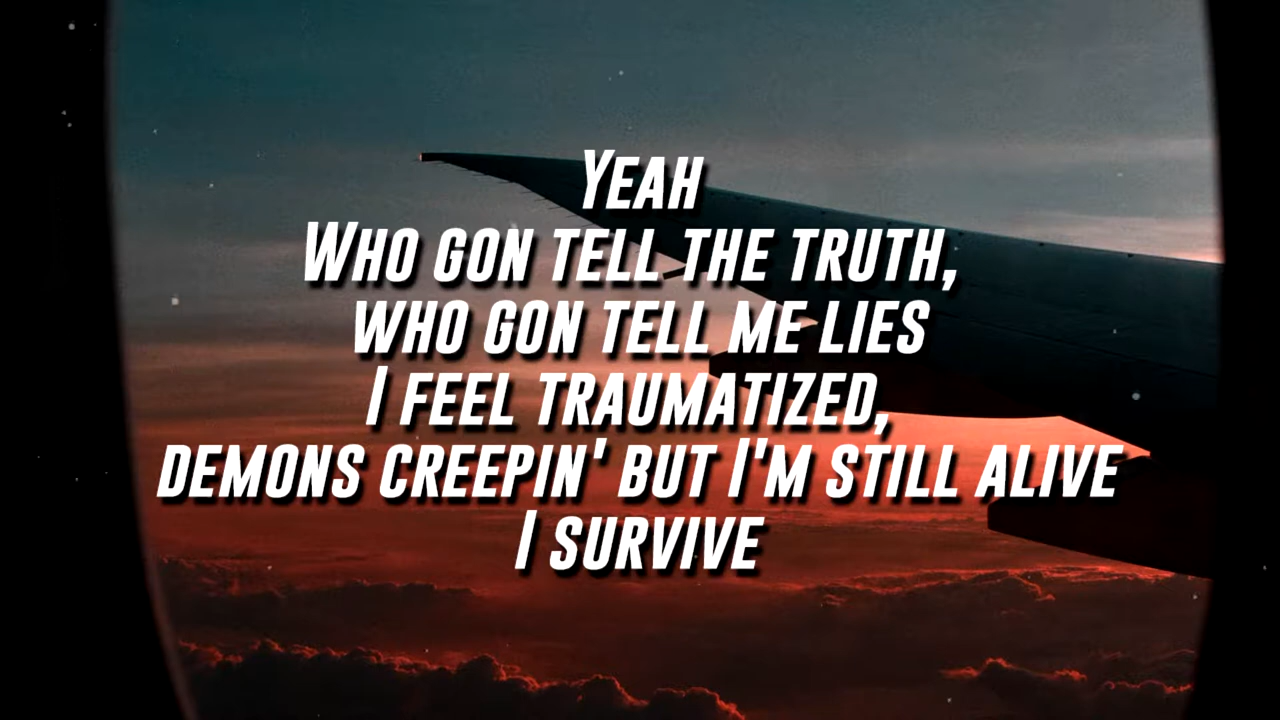 Yeah
Who gon tell the truth,
who gon tell me lies
I feel traumatized,
demons creepin' but I'm still alive
I survive